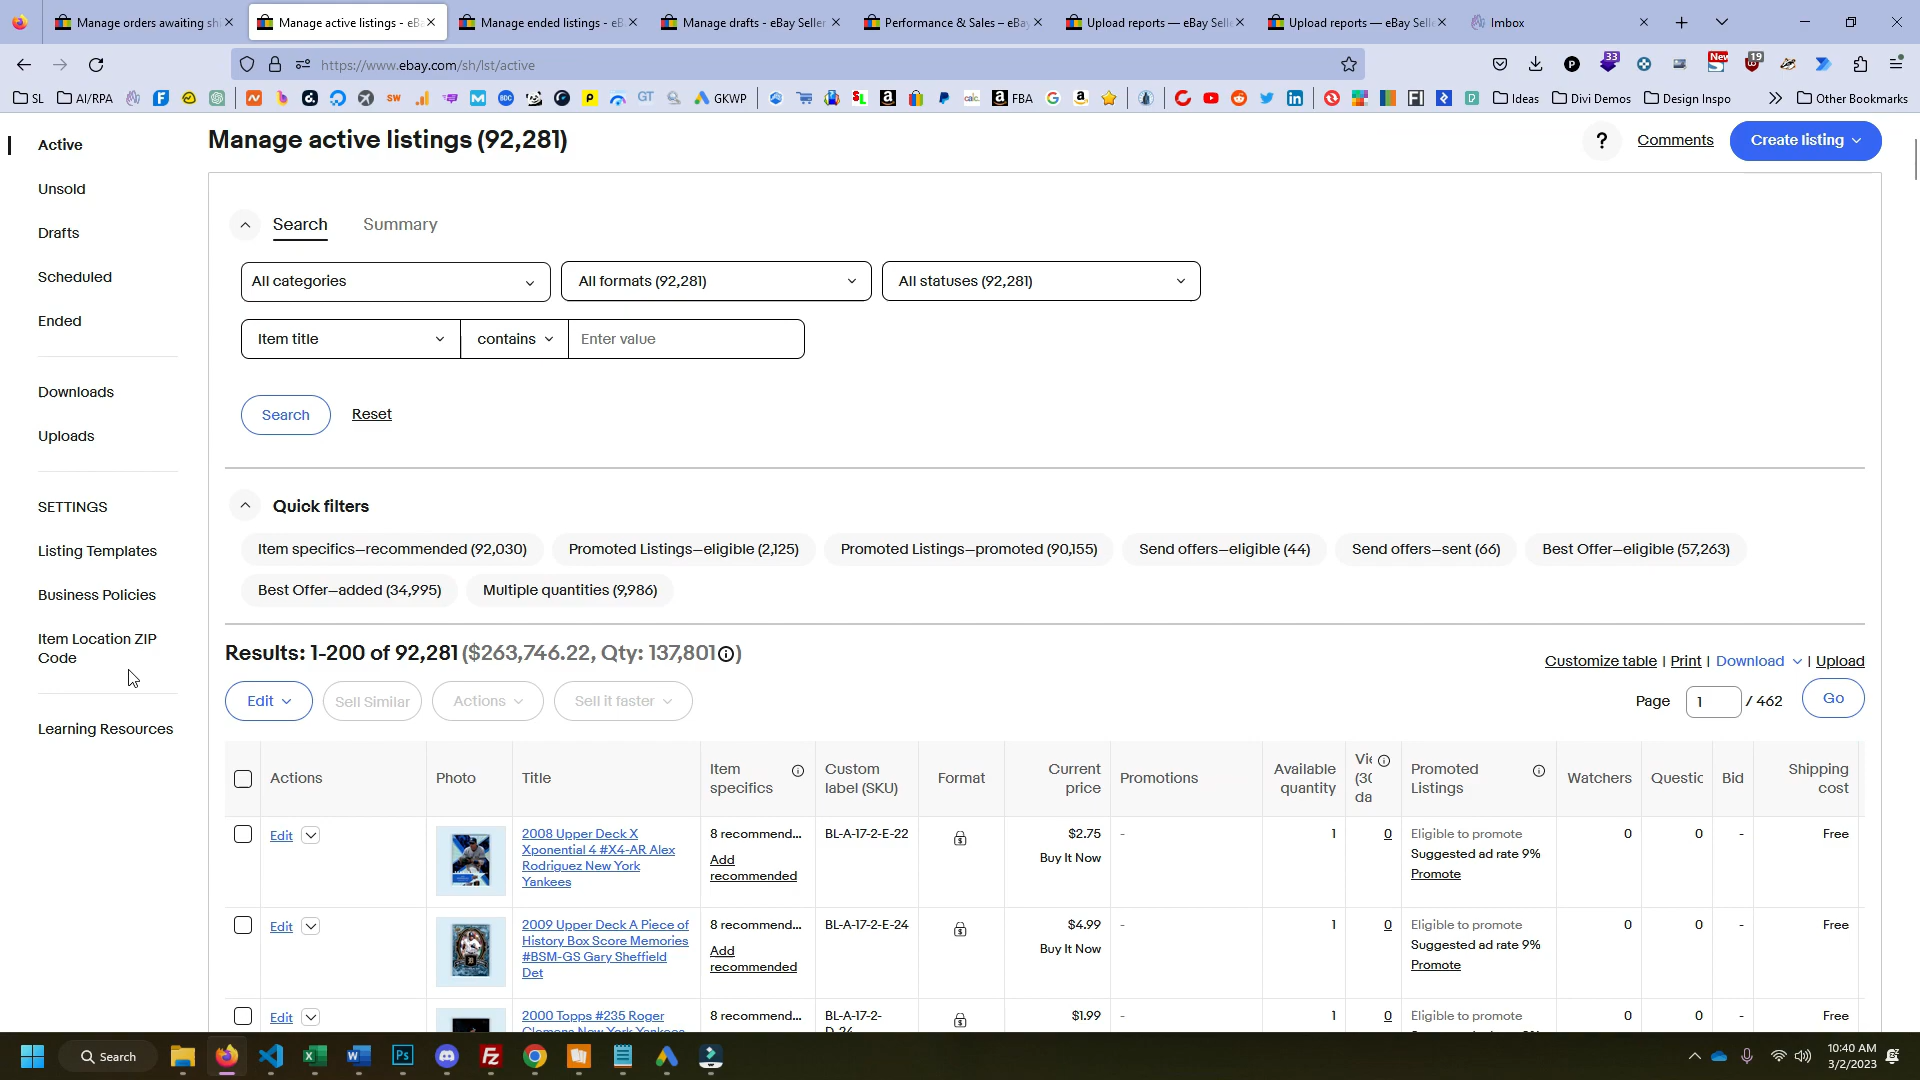 Manage orders awaiting shi
Manage active listings - eBa
Manage ended listings - eB
Manage drafts - eBay Seller
Performance & Sales – eBay
Upload reports — eBay Selle
Upload reports — eBay Selle
Inbox
https://www.ebay.com/sh/lst/active
33
New
19
SL
AI/RPA
GKWP
FBA
Ideas
Divi Demos
Design Inspo
Other Bookmarks
Active
Unsold
Drafts
Scheduled
Ended
Downloads
Uploads
SETTINGS
Listing Templates
Business Policies
Item Location ZIP
Code
Learning Resources
Manage active listings (92,281)
?
Comments
Create listing
Search
Summary
All categories
All formats (92,281)
All statuses (92,281)
Item title
contains
Enter value
Search
Reset
Quick filters
Item specifics—recommended (92,030)
Promoted Listings—eligible (2,125)
Promoted Listings—promoted (90,155)
Send offers—eligible (44)
Send offers—sent (66)
Best Offer—eligible (57,263)
Best Offer—added (34,995)
Multiple quantities (9,986)
Results: 1-200 of 92,281 ($263,746.22, Qty: 137,801)
Customize table | Print | Download | Upload
Edit
Sell Similar
Actions
Sell it faster
Page 1 / 462 Go
Actions
Photo
Title
Item
specifics
Custom
label (SKU)
Format
Current
price
Promotions
Available
quantity
Promoted
Listings
Watchers
Bid
Shipping
cost
Edit
2008 Upper Deck X
Xponential 4 #X4-AR Alex
Rodriguez New York
Yankees
8 recommend...
Add
recommended
BL-A-17-2-E-22
$2.75
Buy It Now
-
1
0
Eligible to promote
Suggested ad rate 9%
Promote
0
0
-
Free
Edit
2009 Upper Deck A Piece of
History Box Score Memories
#BSM-GS Gary Sheffield
Det
8 recommend...
Add
recommended
BL-A-17-2-E-24
$4.99
Buy It Now
-
1
0
Eligible to promote
Suggested ad rate 9%
Promote
0
0
-
Free
Edit
2000 Topps #235 Roger
8 recommend...
BL-A-17-2-
$1.99
-
1
0
Eligible to promote
0
0
-
Free
Search
10:40 AM
3/2/2023